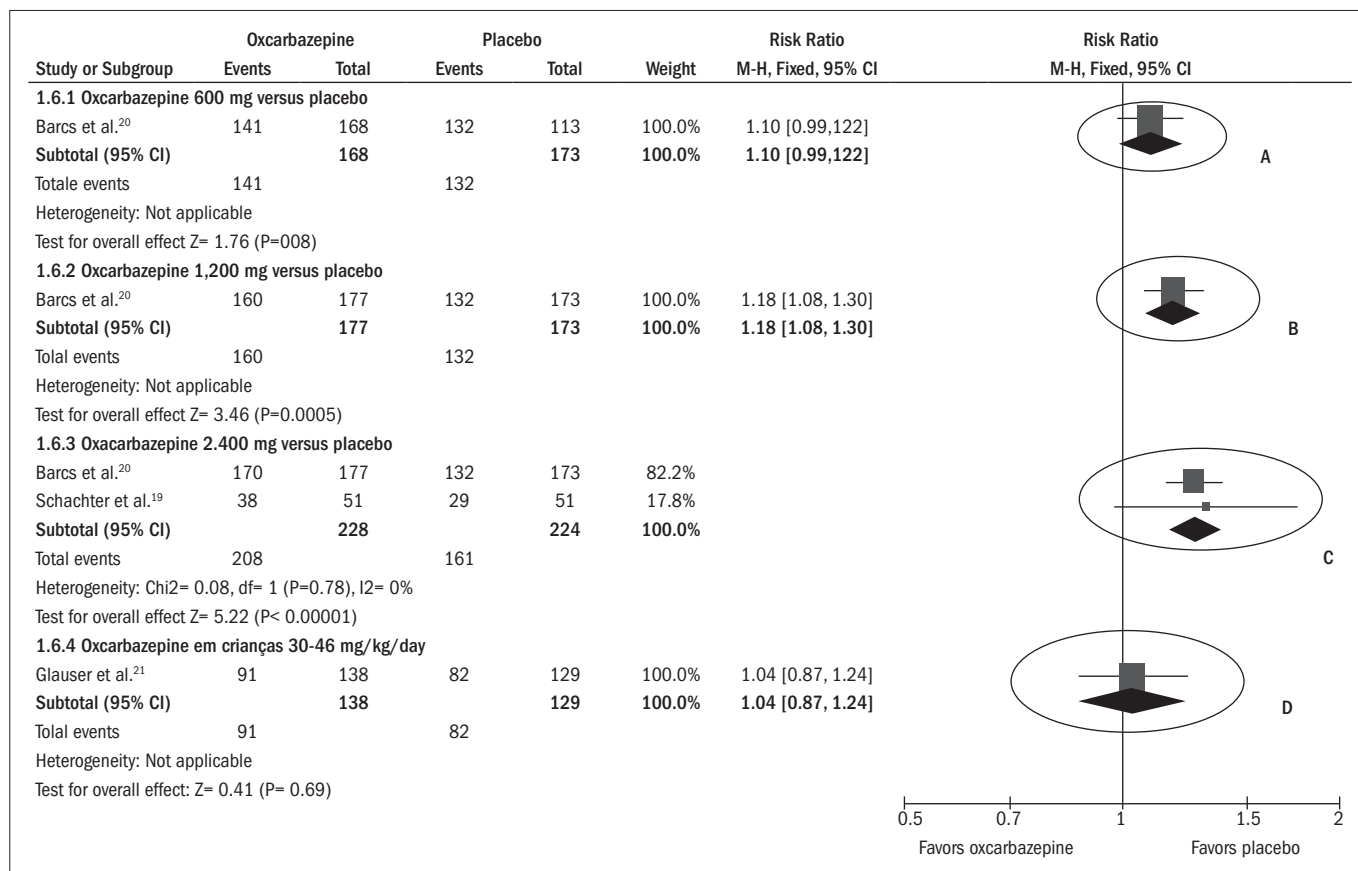 Oxcarbazepine Placebo Risk Ratio Risk Ratio
Study or Subgroup Events Total Events Total Weight M-H, Fixed, 95% CI M-H, Fixed, 95% CI
1.6.1 Oxcarbazepine 600 mg versus placebo
Barcs et al.20 141 168 132 113 100.0% 1.10 [0.99,122]
Subtotal (95% CI) 168 173 100.0% 1.10 [0.99,122]
A
Totale events 141 132
Heterogeneity: Not applicable
Test for overall effect Z= 1.76 (P=008)
1.6.2 Oxcarbazepine 1,200 mg versus placebo
Barcs et al.20 160 177 132 173 100.0% 1.18 [1.08, 1.30]
Subtotal (95% CI) 177 173 100.0% 1.18 [1.08, 1.30]
B
Tolal events 160 132
Heterogeneity: Not applicable
Test for overall effect Z= 3.46 (P=0.0005)
1.6.3 Oxacarbazepine 2.400 mg versus placebo
Barcs et al.20 170 177 132 173 82.2%
Schachter et al.19 38 51 29 51 17.8%
Subtotal (95% CI) 228 224 100.0%
Total events 208 161
C
Heterogeneity: Chi2= 0.08, df= 1 (P=0.78), I2= 0%
Test for overall effect Z= 5.22 (P< 0.00001)
1.6.4 Oxcarbazepine em crianças 30-46 mg/kg/day
Glauser et al.21 91 138 82 129 100.0% 1.04 [0.87, 1.24]
Subtotal (95% CI) 138 129 100.0% 1.04 [0.87, 1.24]
D
Total events 91 82
Heterogeneity: Not applicable
Test for overall effect: Z= 0.41 (P= 0.69)
0.5 0.7 1 1.5 2
Favors oxcarbazepine Favors placebo